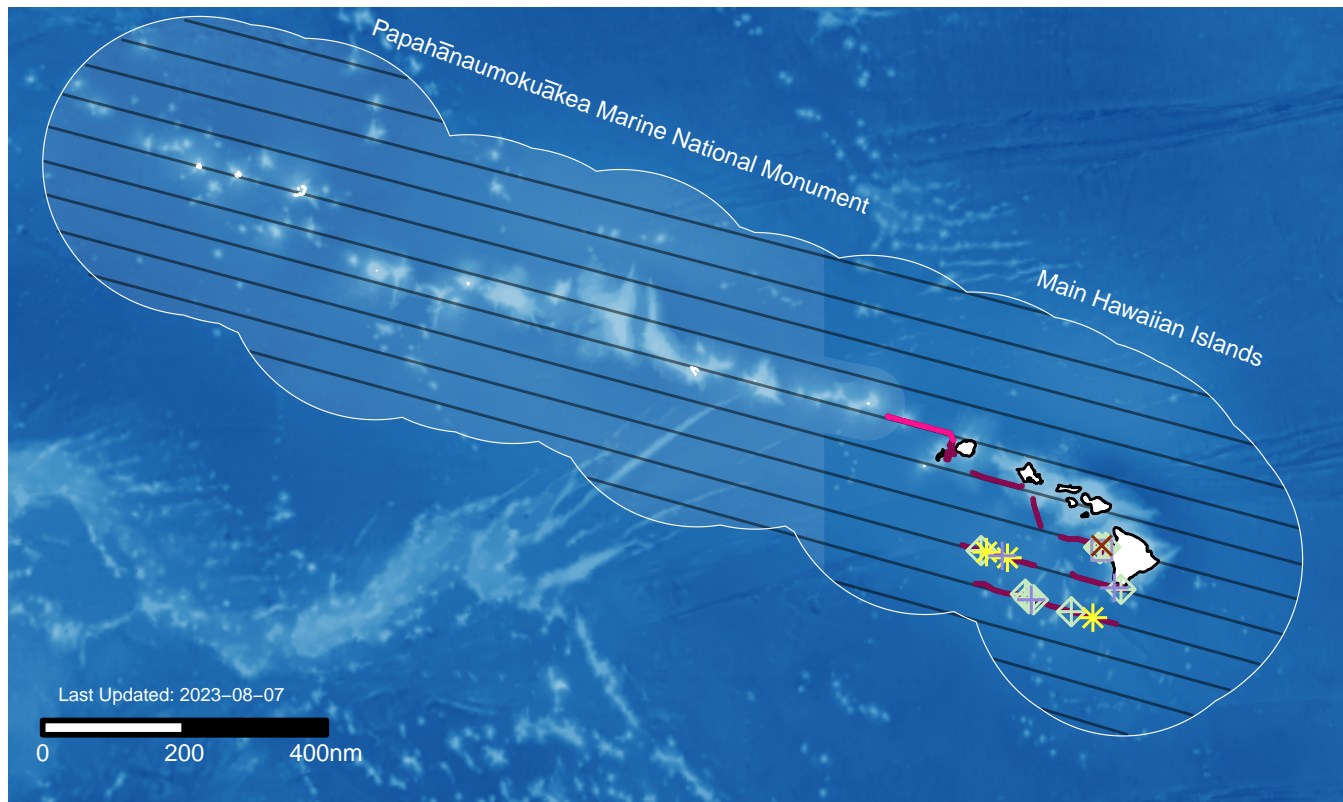 Papahānaumokuākea Marine National Monument
Main Hawaiian Islands
Last Updated: 2023−08−07
0 200 400nm